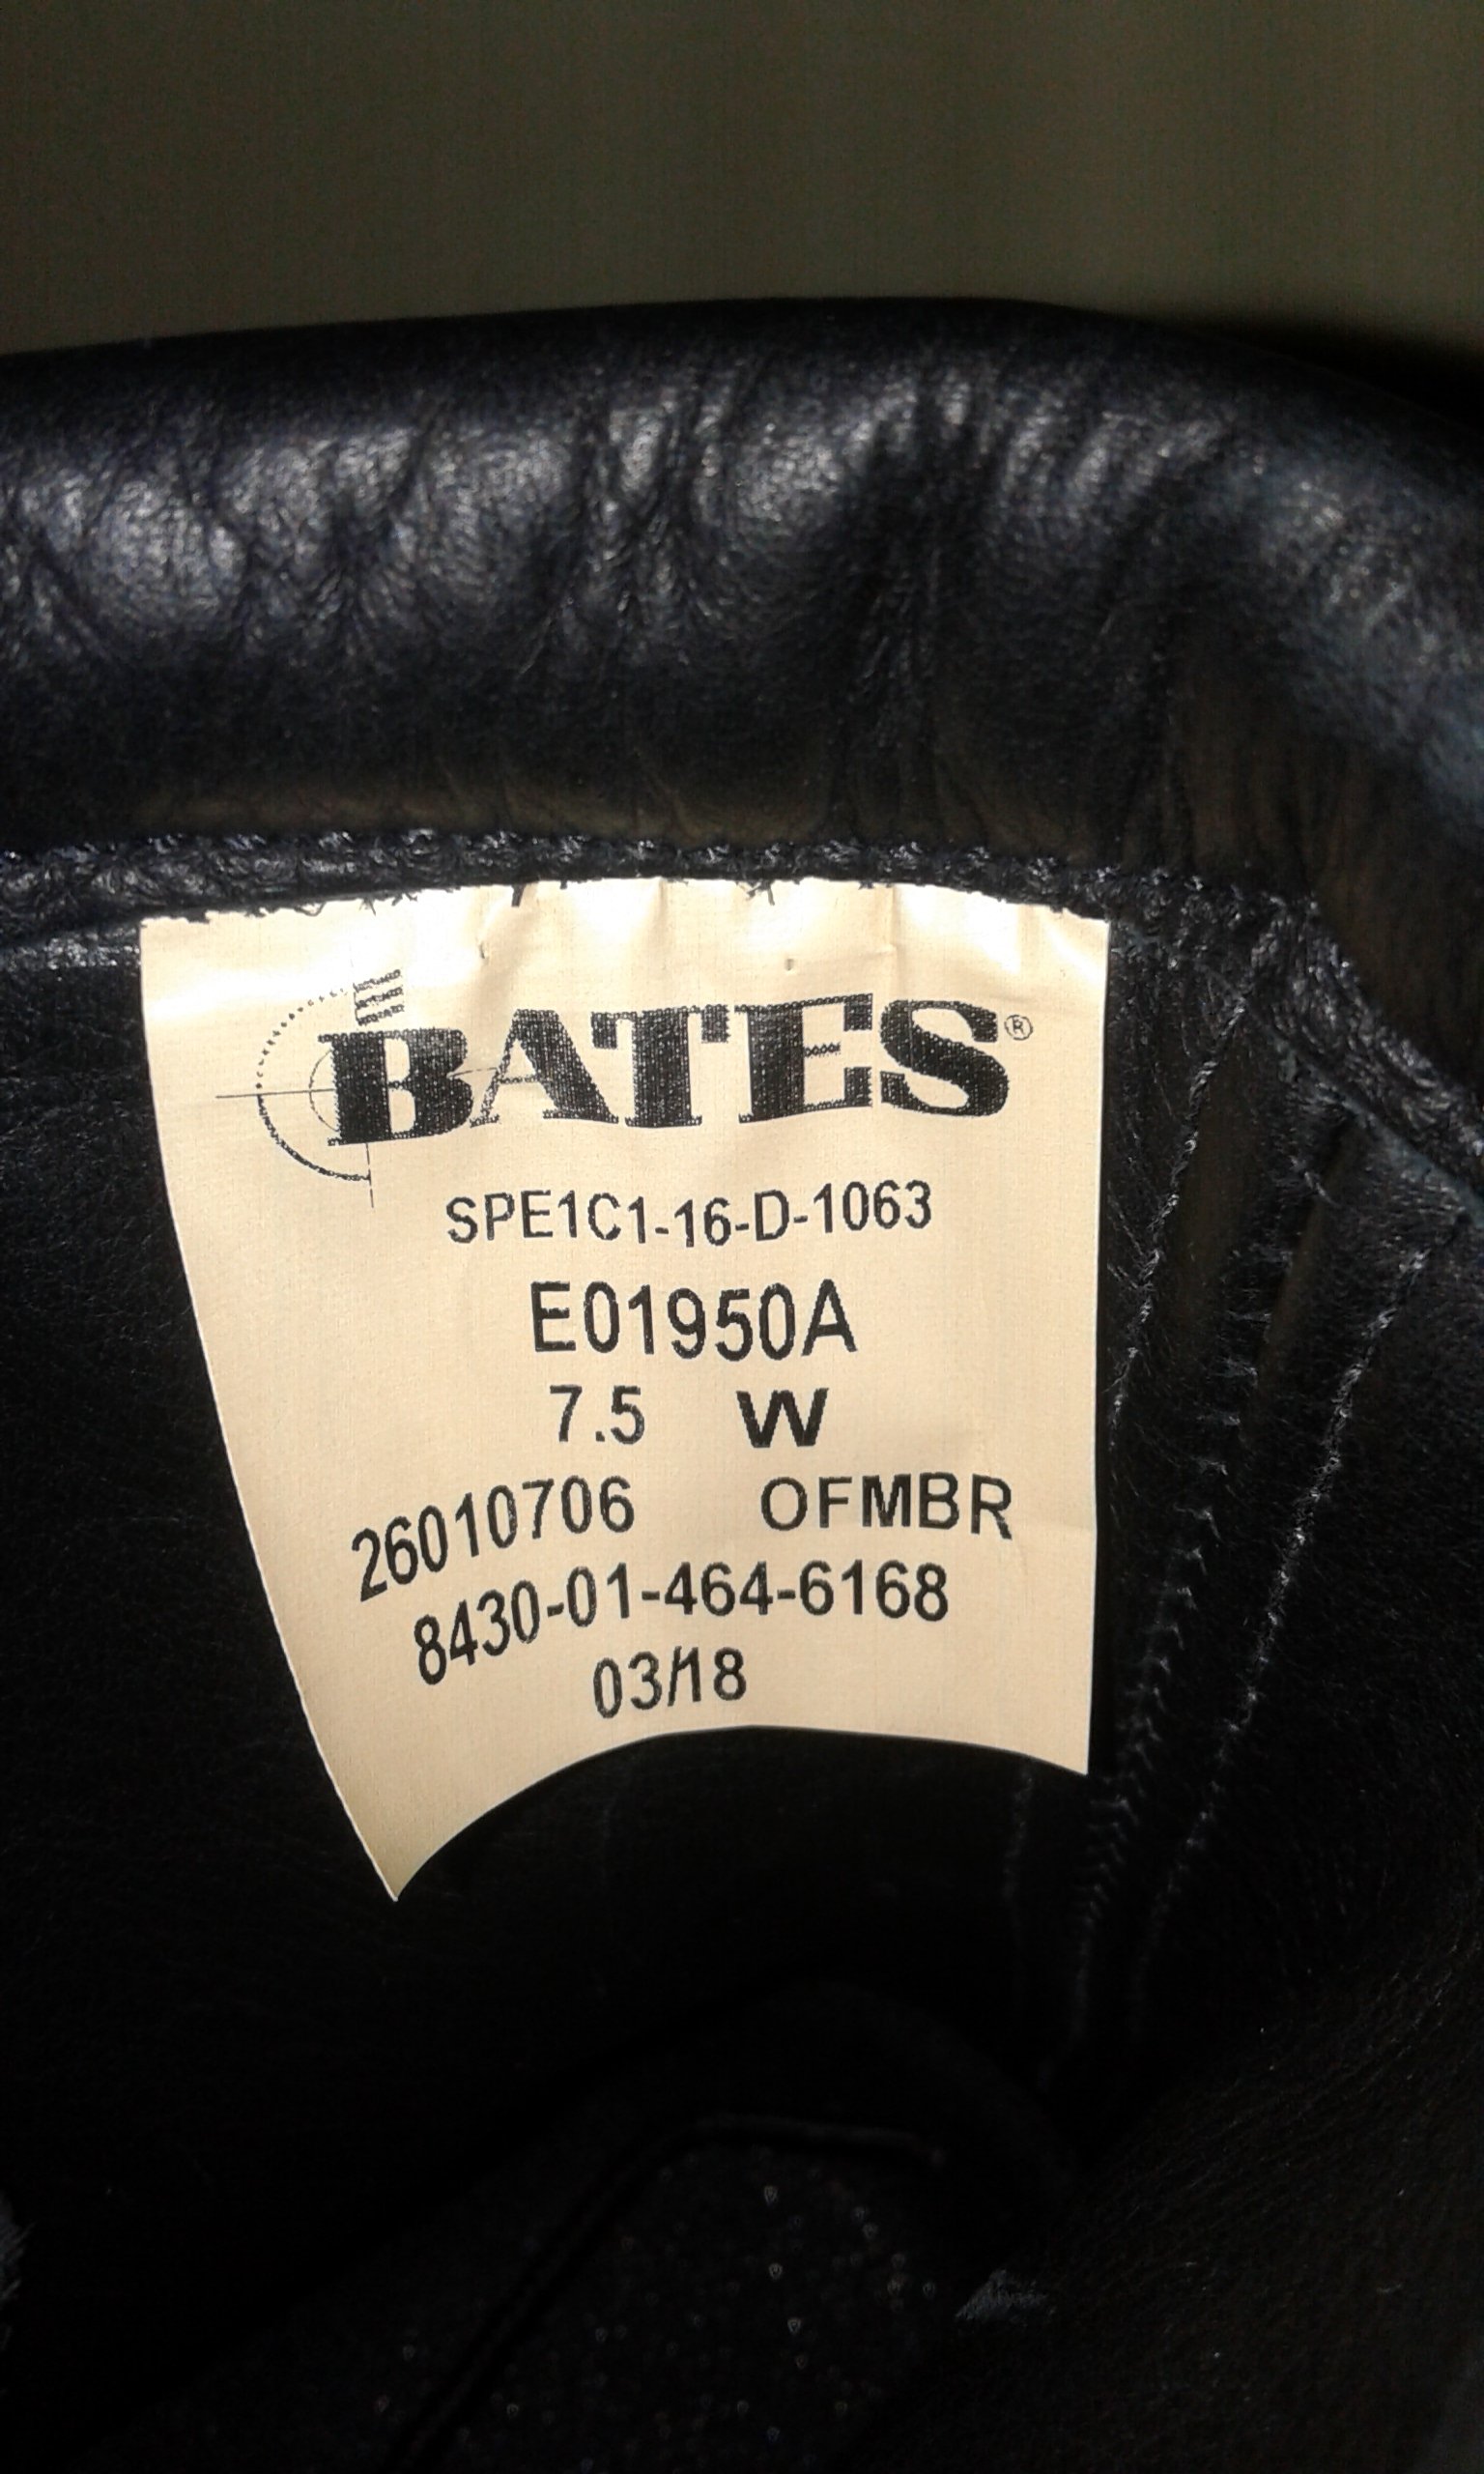 BATES®
SPE1C1-16-D-1063
E01950A
7.5 W
26010706 OFMBR
8430-01-464-6168
03/18